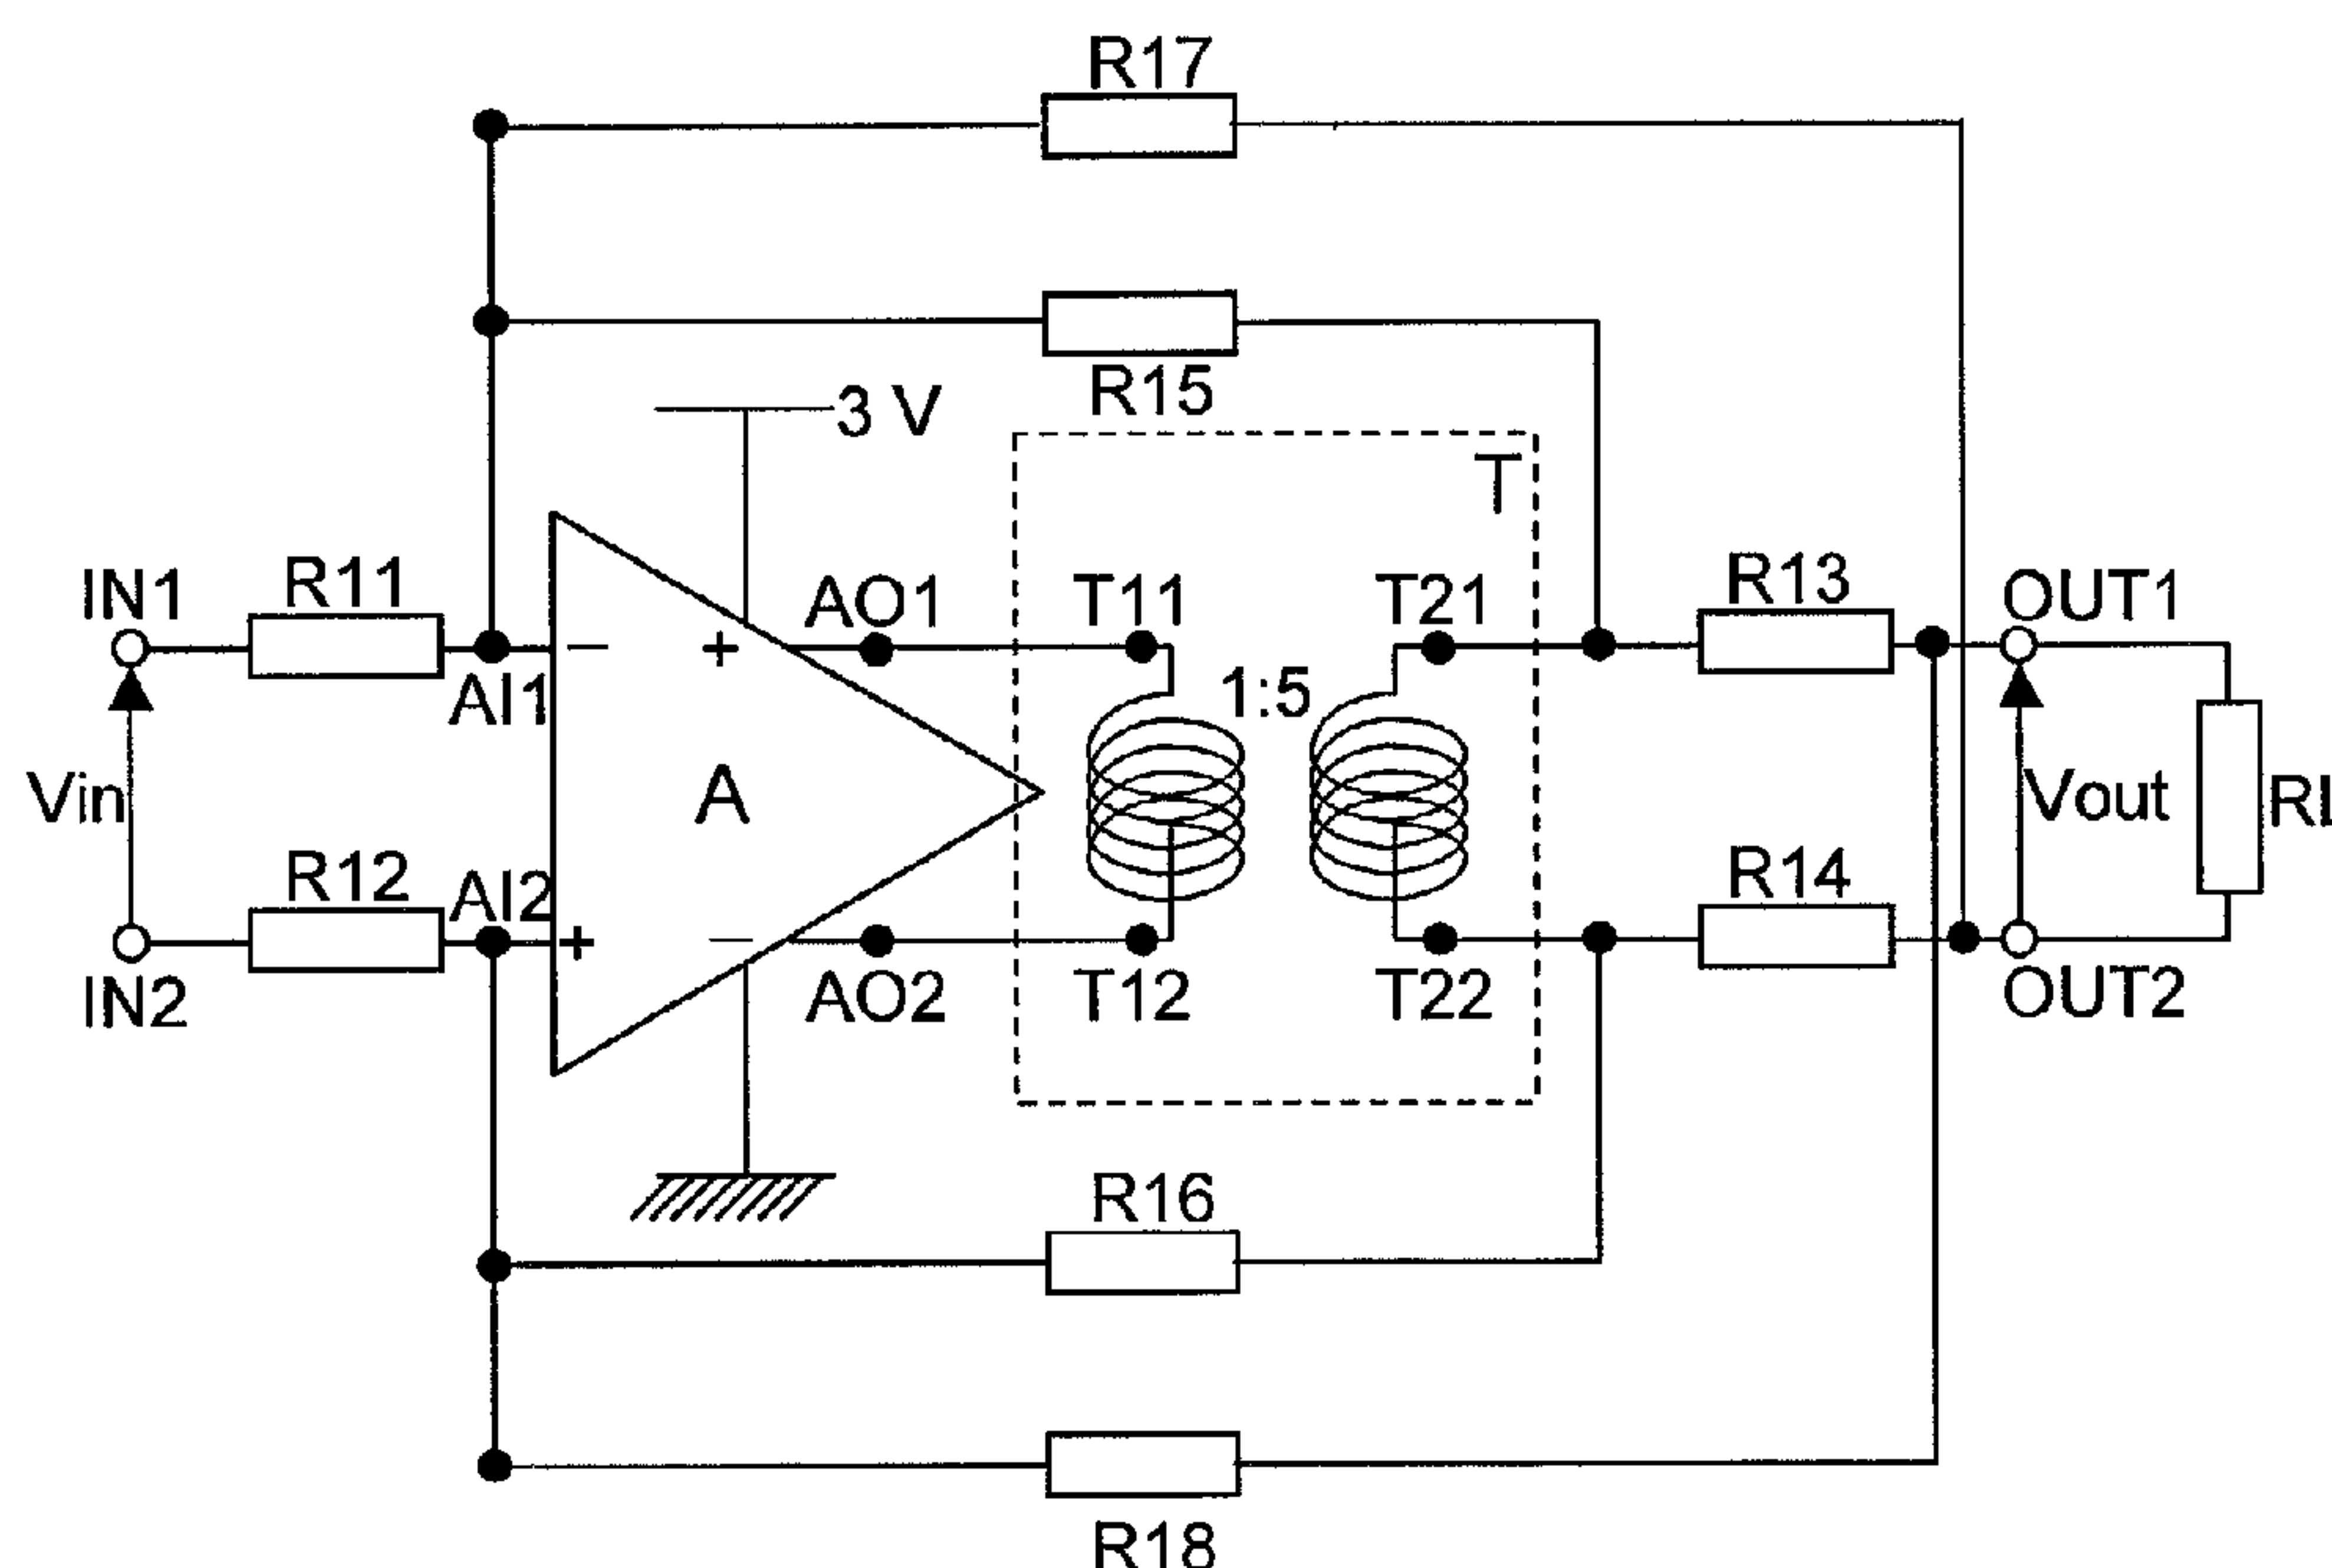 R17
R15
3 V
T
IN1
R11
AI1
AO1
T11
T21
R13
OUT1
1:5
Vin
A
Vout
RL
R12
AI2
R14
IN2
AO2
T12
T22
OUT2
R16
R18